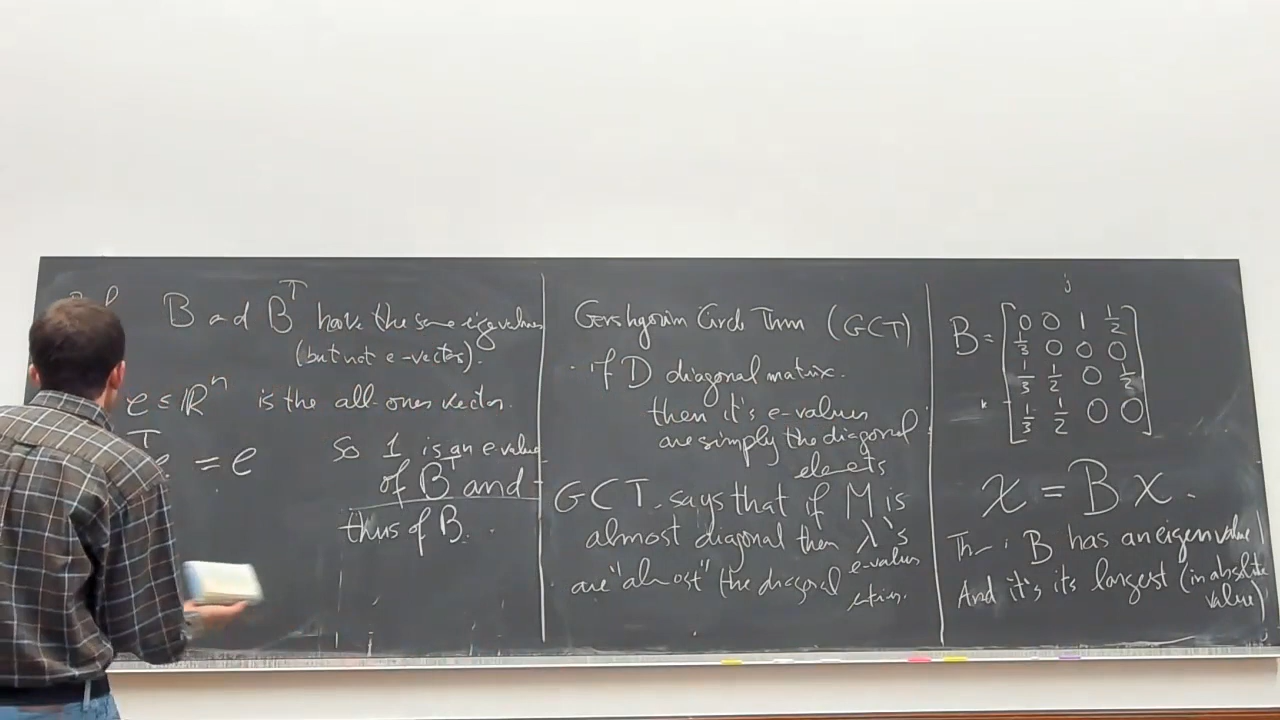 B and Bᵀ have the same eigenvalues
(but not e-vectors).
e ≤ ℝⁿ is the all-ones vector.
T
= e
So 1 is an e value
of Bᵀ and
thus of B.
Gershgorin Circle Thm (GCT)
· if D diagonal matrix.
then it's e-values
are simply the diagonal
GCT. says that if M is
almost diagonal then λ's
e-values
are "almost" the diagonal
j
B = [ 0 0 1 1/2
1/3 0 0 0
1/3 1/2 0 1/2
1/3 1/2 0 0 ]
x = Bx.
B has an eigenvalue 1
And it's its largest (in absolute
value)